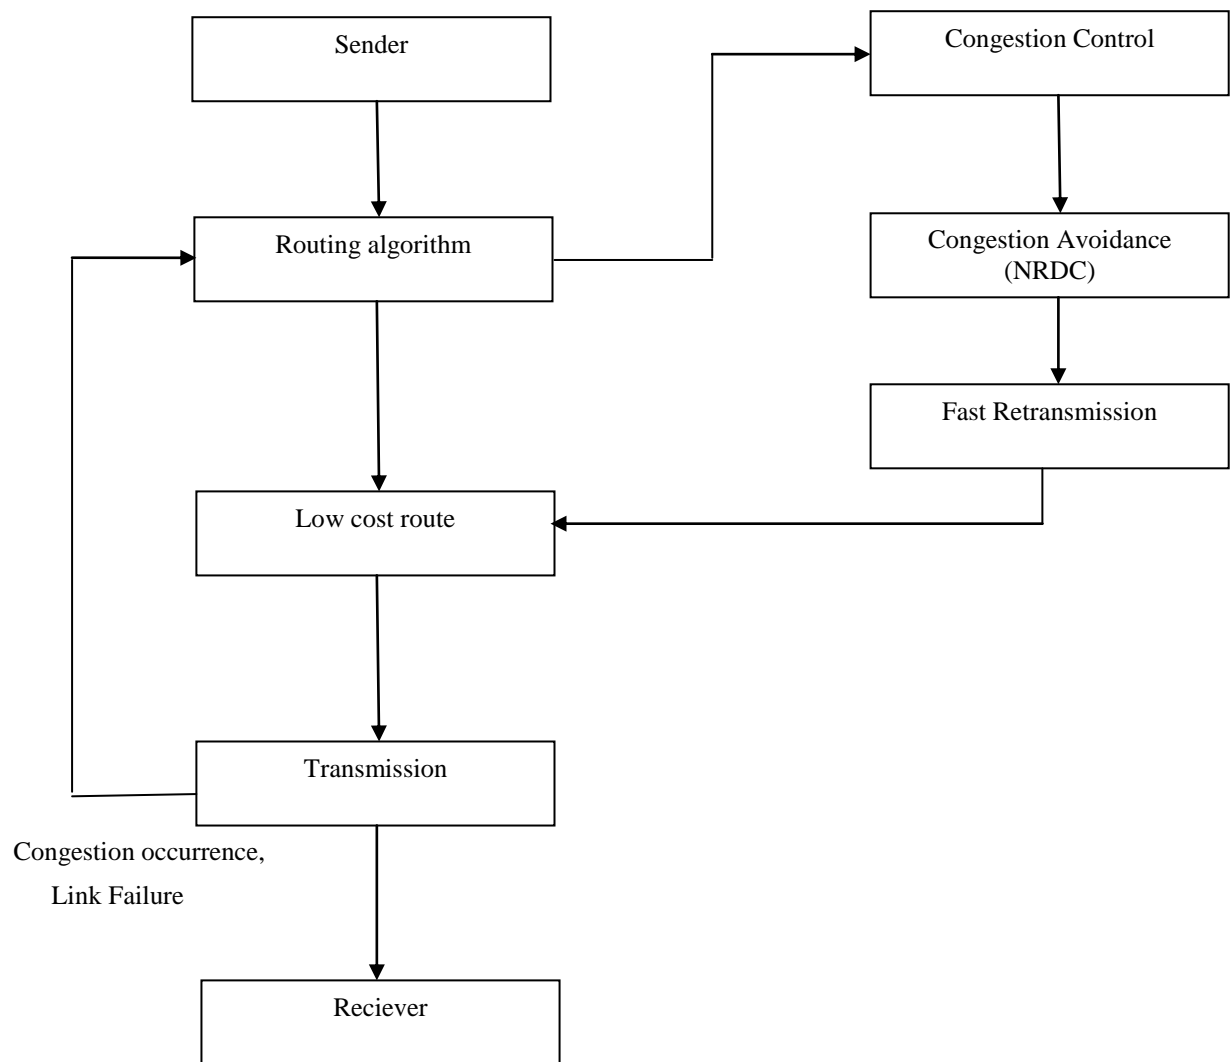 Sender
Congestion Control
Routing algorithm
Congestion Avoidance
(NRDC)
Fast Retransmission
Low cost route
Transmission
Congestion occurrence,
Link Failure
Reciever